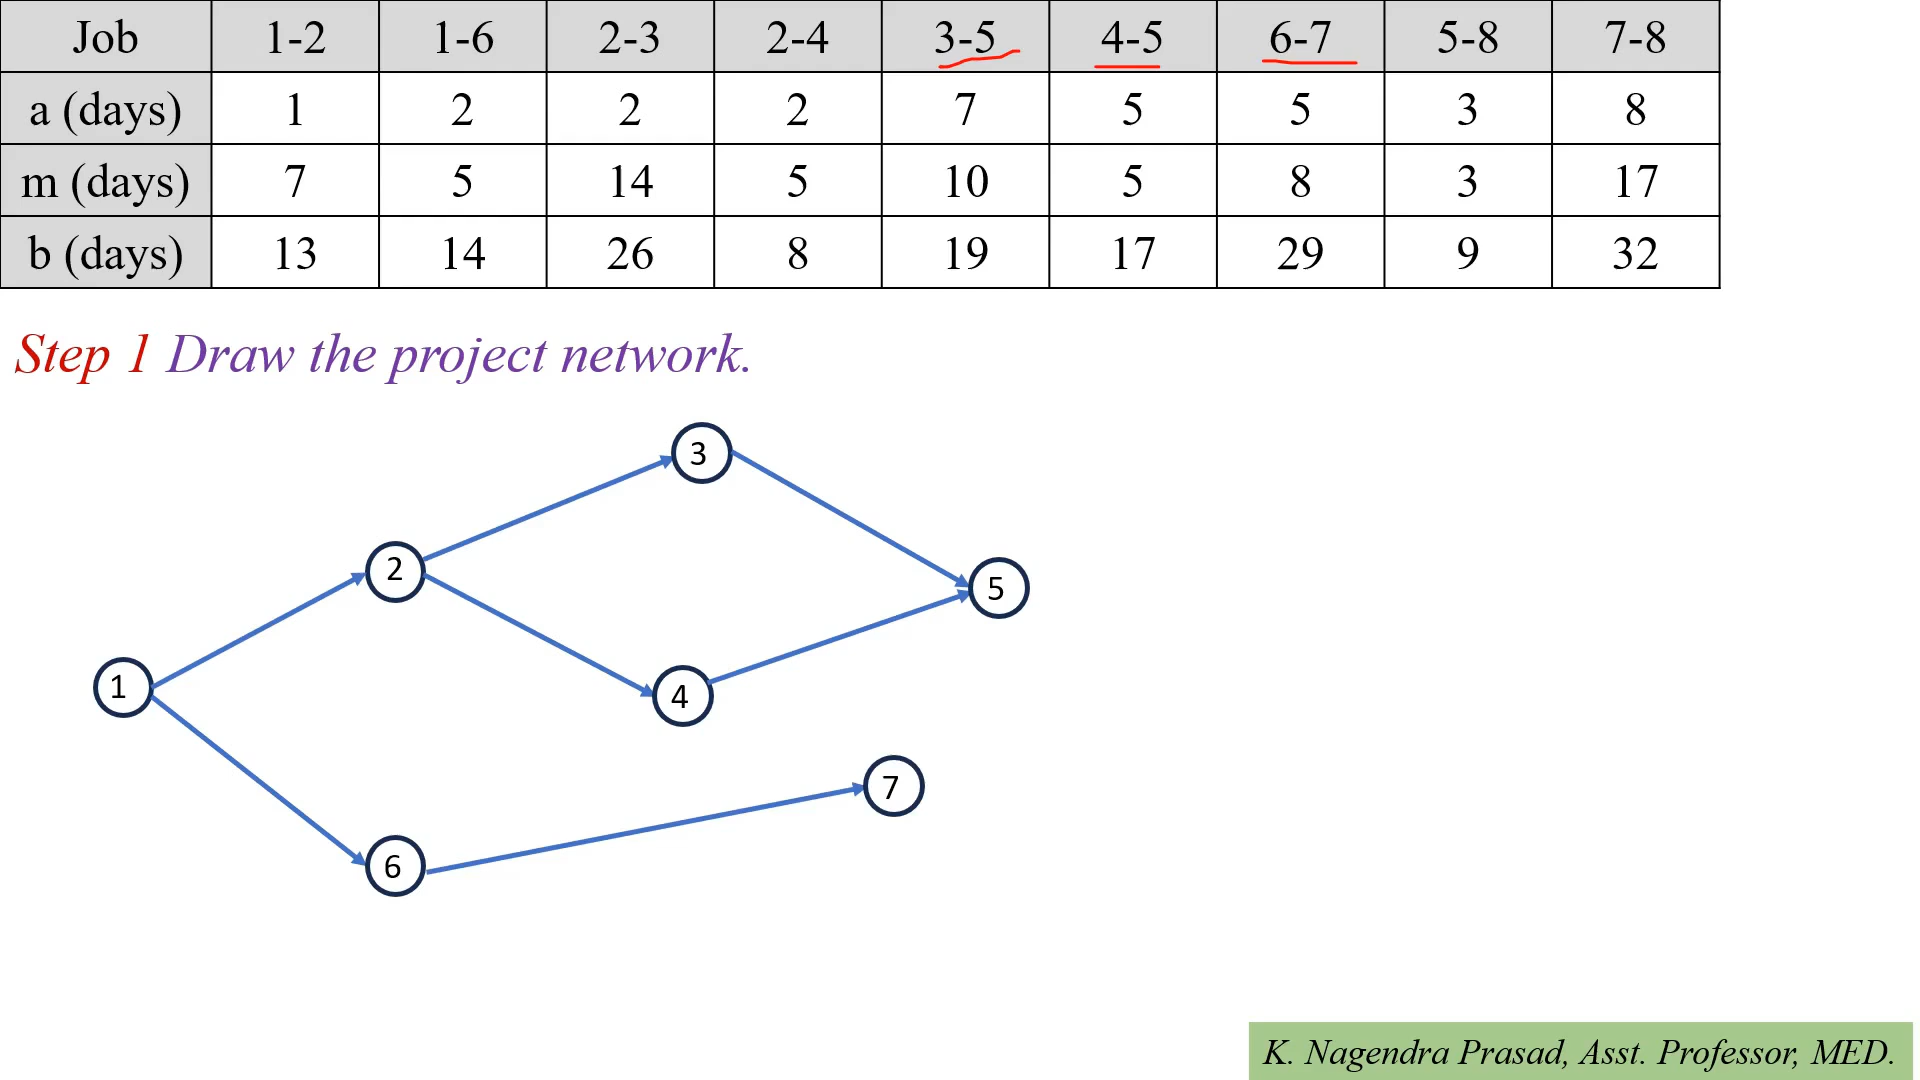 Job 1-2 1-6 2-3 2-4 3-5 4-5 6-7 5-8 7-8
a (days) 1 2 2 2 7 5 5 3 8
m (days) 7 5 14 5 10 5 8 3 17
b (days) 13 14 26 8 19 17 29 9 32
Step 1 Draw the project network.
3
2
5
1
4
7
6
K. Nagendra Prasad, Asst. Professor, MED.